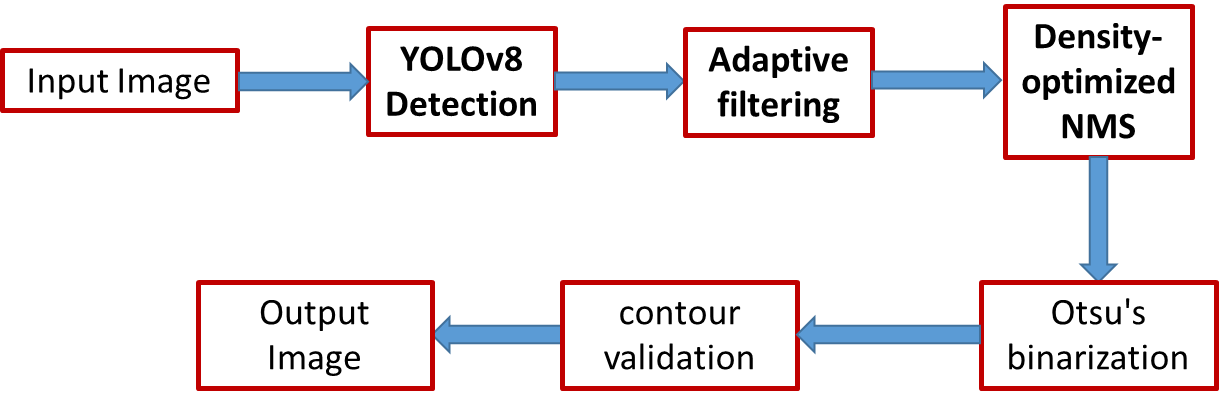 Input Image
YOLOv8
Detection
Adaptive
filtering
Density-
optimized
NMS
Otsu's
binarization
contour
validation
Output
Image